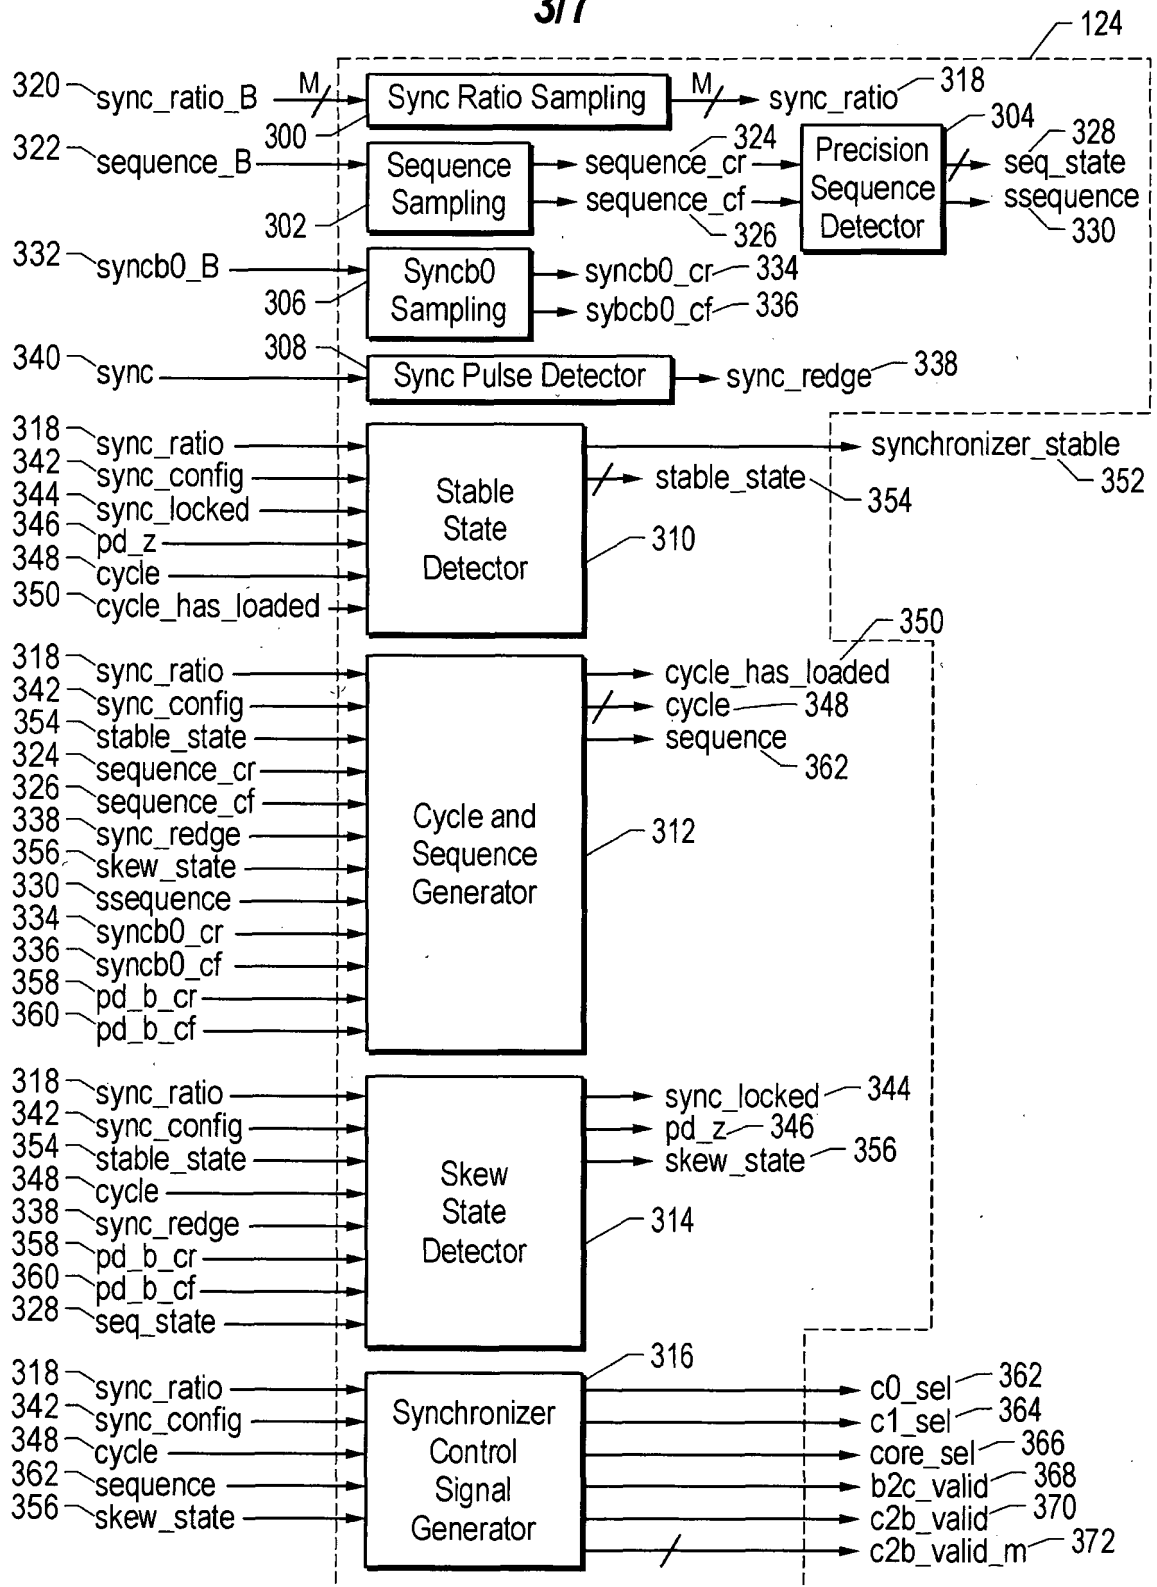 3/7
124
320 sync_ratio_B M Sync Ratio Sampling M sync_ratio 318
300
322 sequence_B Sequence Sampling sequence_cr 324
sequence_cf 326
302
Precision Sequence Detector 304
seq_state 328
ssequence 330
332 syncb0_B Syncb0 Sampling syncb0_cr 334
306 sybcb0_cf 336
340 sync 308 Sync Pulse Detector sync_redge 338
318 sync_ratio
342 sync_config
344 sync_locked
346 pd_z
348 cycle
350 cycle_has_loaded
Stable
State
Detector
310
synchronizer_stable 352
stable_state 354
318 sync_ratio
342 sync_config
354 stable_state
324 sequence_cr
326 sequence_cf
338 sync_redge
356 skew_state
330 ssequence
334 syncb0_cr
336 syncb0_cf
358 pd_b_cr
360 pd_b_cf
Cycle and
Sequence
Generator
312
cycle_has_loaded 350
cycle 348
sequence 362
318 sync_ratio
342 sync_config
354 stable_state
348 cycle
338 sync_redge
358 pd_b_cr
360 pd_b_cf
328 seq_state
Skew
State
Detector
314
sync_locked 344
pd_z 346
skew_state 356
318 sync_ratio
342 sync_config
348 cycle
362 sequence
356 skew_state
Synchronizer
Control
Signal
Generator
316
c0_sel 362
c1_sel 364
core_sel 366
b2c_valid 368
c2b_valid 370
c2b_valid_m 372